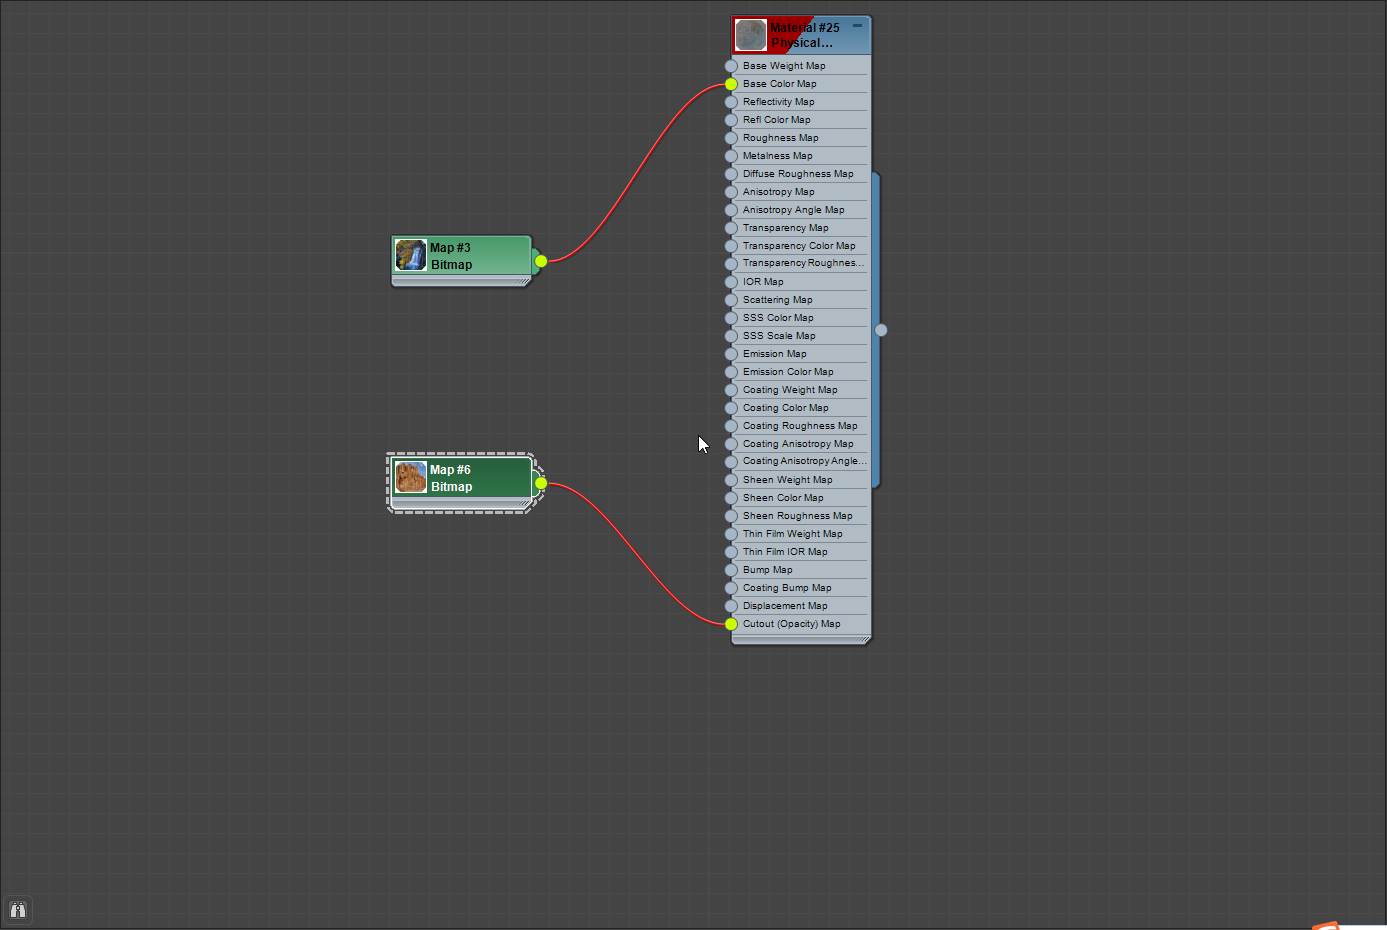 Material #25
Physical...
Base Weight Map
Base Color Map
Reflectivity Map
Refl Color Map
Roughness Map
Metalness Map
Diffuse Roughness Map
Anisotropy Map
Anisotropy Angle Map
Transparency Map
Transparency Color Map
Transparency Roughnes...
IOR Map
Scattering Map
SSS Color Map
SSS Scale Map
Emission Map
Emission Color Map
Coating Weight Map
Coating Color Map
Coating Roughness Map
Coating Anisotropy Map
Coating Anisotropy Angle...
Sheen Weight Map
Sheen Color Map
Sheen Roughness Map
Thin Film Weight Map
Thin Film IOR Map
Bump Map
Coating Bump Map
Displacement Map
Cutout (Opacity) Map
Map #3
Bitmap
Map #6
Bitmap